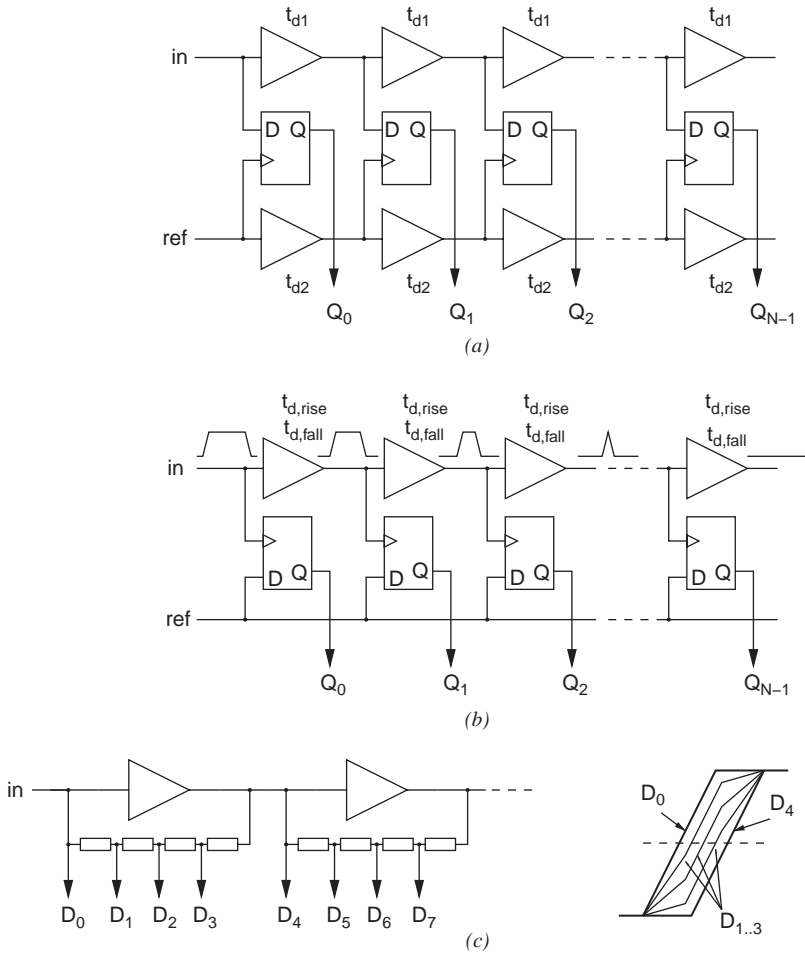 t_d1 t_d1 t_d1 t_d1
in
D Q D Q D Q D Q
ref
t_d2 t_d2 t_d2 t_d2
Q_0 Q_1 Q_2 Q_N−1
(a)
t_d,rise t_d,rise t_d,rise t_d,rise
t_d,fall t_d,fall t_d,fall t_d,fall
in
D Q D Q D Q D Q
ref
Q_0 Q_1 Q_2 Q_N−1
(b)
in
D_0 D_4
D_0 D_1 D_2 D_3 D_4 D_5 D_6 D_7 D_1..3
(c)